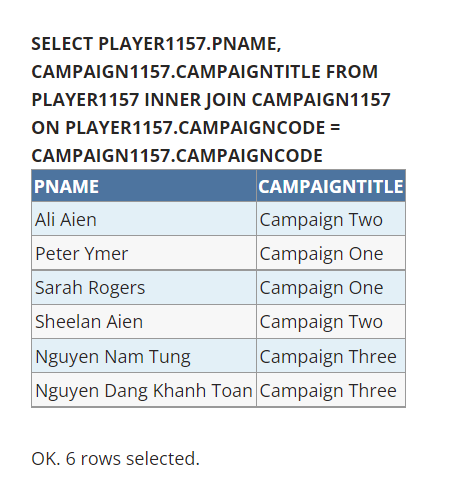 SELECT PLAYER1157.PNAME,
CAMPAIGN1157.CAMPAIGNTITLE FROM
PLAYER1157 INNER JOIN CAMPAIGN1157
ON PLAYER1157.CAMPAIGNCODE =
CAMPAIGN1157.CAMPAIGNCODE
PNAME CAMPAIGNTITLE
Ali Aien Campaign Two
Peter Ymer Campaign One
Sarah Rogers Campaign One
Sheelan Aien Campaign Two
Nguyen Nam Tung Campaign Three
Nguyen Dang Khanh Toan Campaign Three
OK. 6 rows selected.